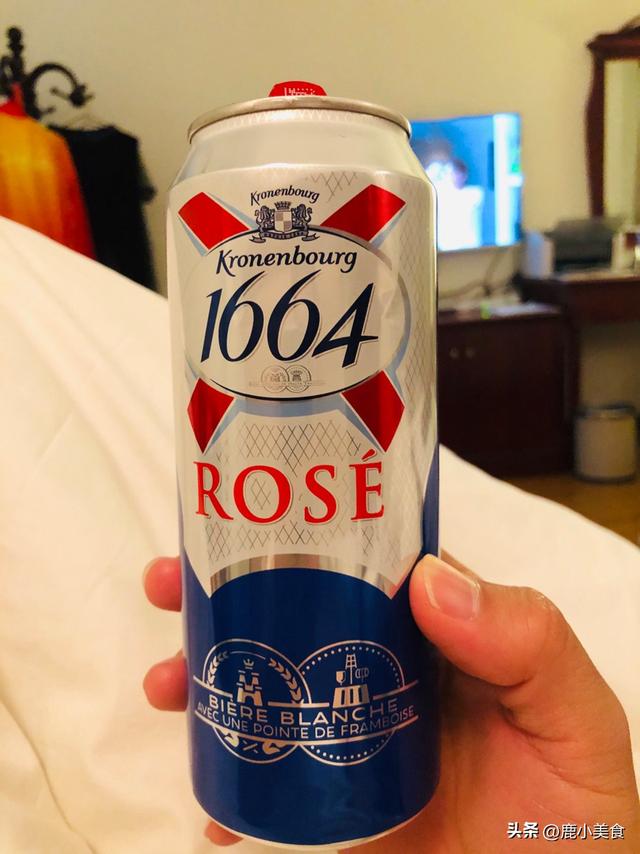 Kronenbourg
Kronenbourg
1664
ROSÉ
BIÈRE BLANCHE
AVEC UNE POINTE DE FRAMBOISE
头条 @鹿小美食